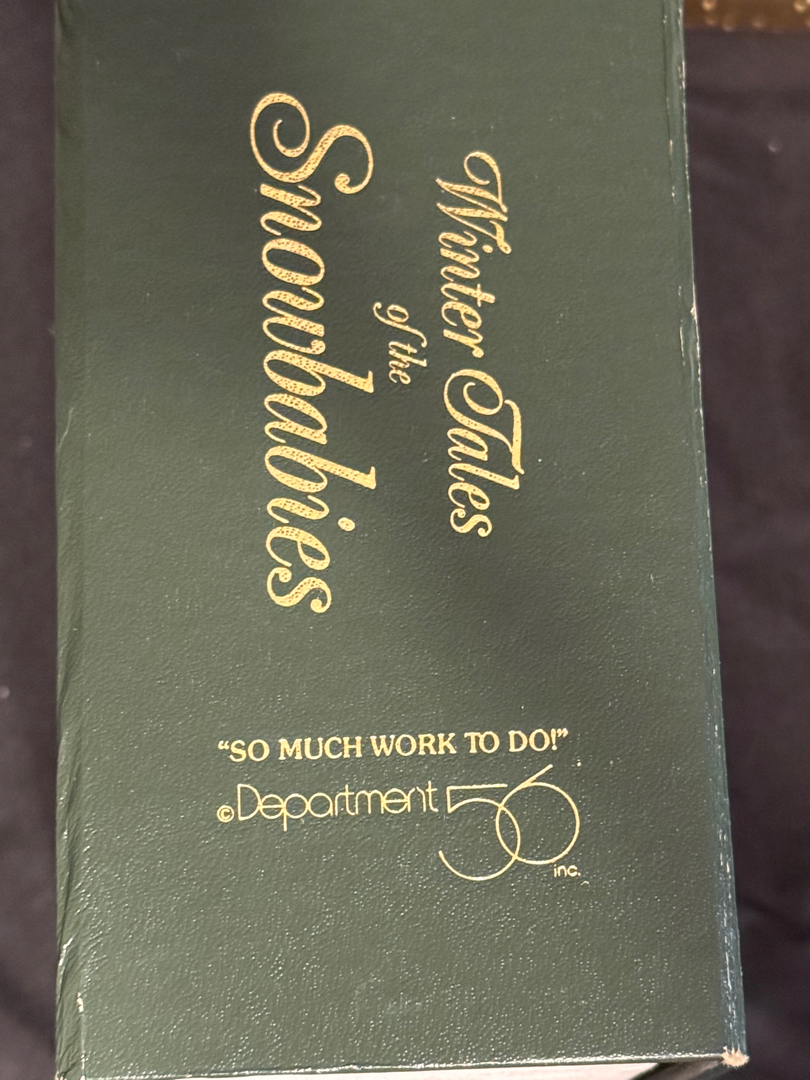 Winter Tales
of the
Snowbabies
“SO MUCH WORK TO DO!”
©Department 56
inc.